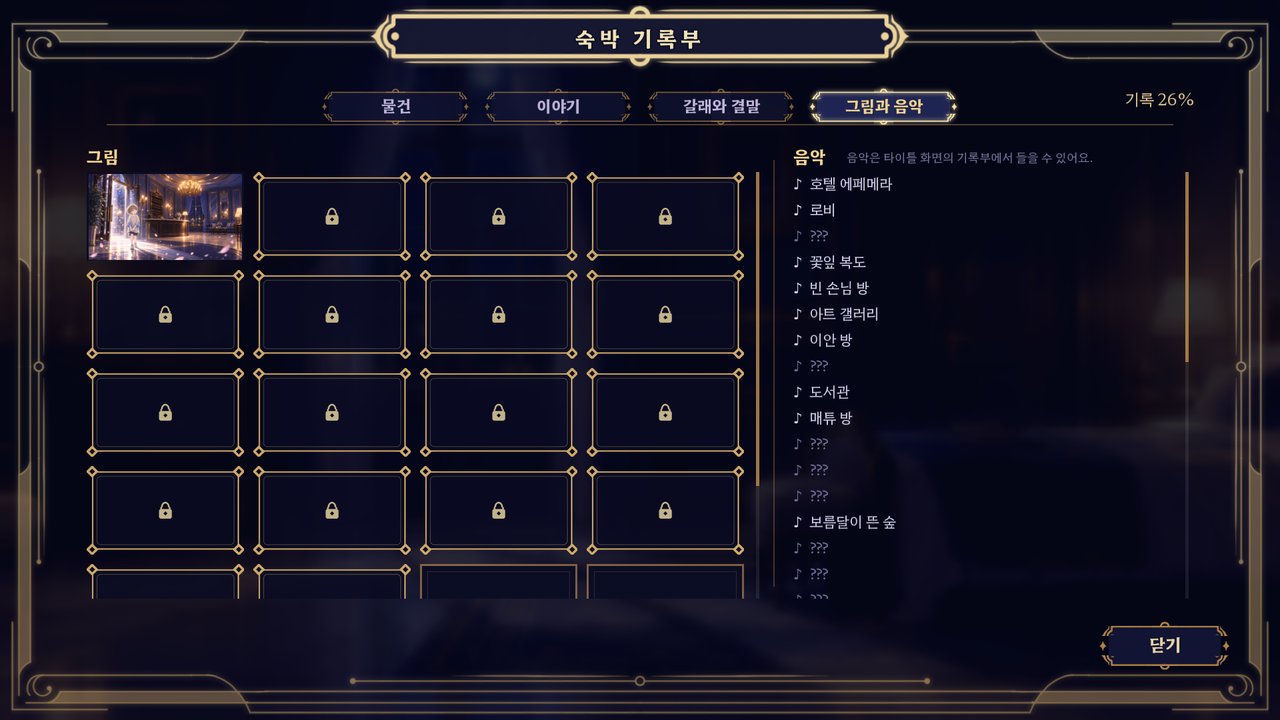 숙박 기록부
물건
이야기
갈래와 결말
그림과 음악
기록 26%
그림
음악
음악은 타이틀 화면의 기록부에서 들을 수 있어요.
♪ 호텔 에페메라
♪ 로비
♪ ???
♪ 꽃잎 복도
♪ 빈 손님 방
♪ 아트 갤러리
♪ 이안 방
♪ ???
♪ 도서관
♪ 매튜 방
♪ ???
♪ ???
♪ ???
♪ 보름달이 뜬 숲
♪ ???
♪ ???
♪ ???
닫기